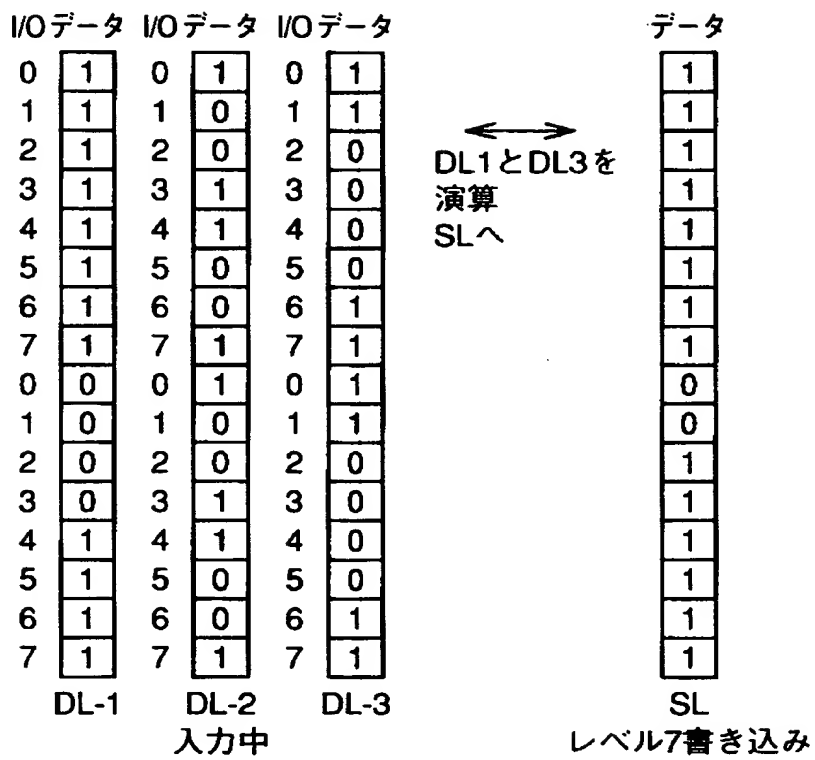 I/Oデータ I/Oデータ I/Oデータ データ
0 1 0 1 0 1 1
1 1 1 0 1 1 1
2 1 2 0 2 0 1
3 1 3 1 3 0 1
4 1 4 1 4 0 1
5 1 5 0 5 0 1
6 1 6 0 6 1 1
7 1 7 1 7 1 1
0 0 0 1 0 1 0
1 0 1 0 1 1 0
2 0 2 0 2 0 1
3 0 3 1 3 0 1
4 1 4 1 4 0 1
5 1 5 0 5 0 1
6 1 6 0 6 1 1
7 1 7 1 7 1 1
DL1とDL3を
演算
SLへ
DL-1 DL-2 DL-3 SL
入力中 レベル7書き込み